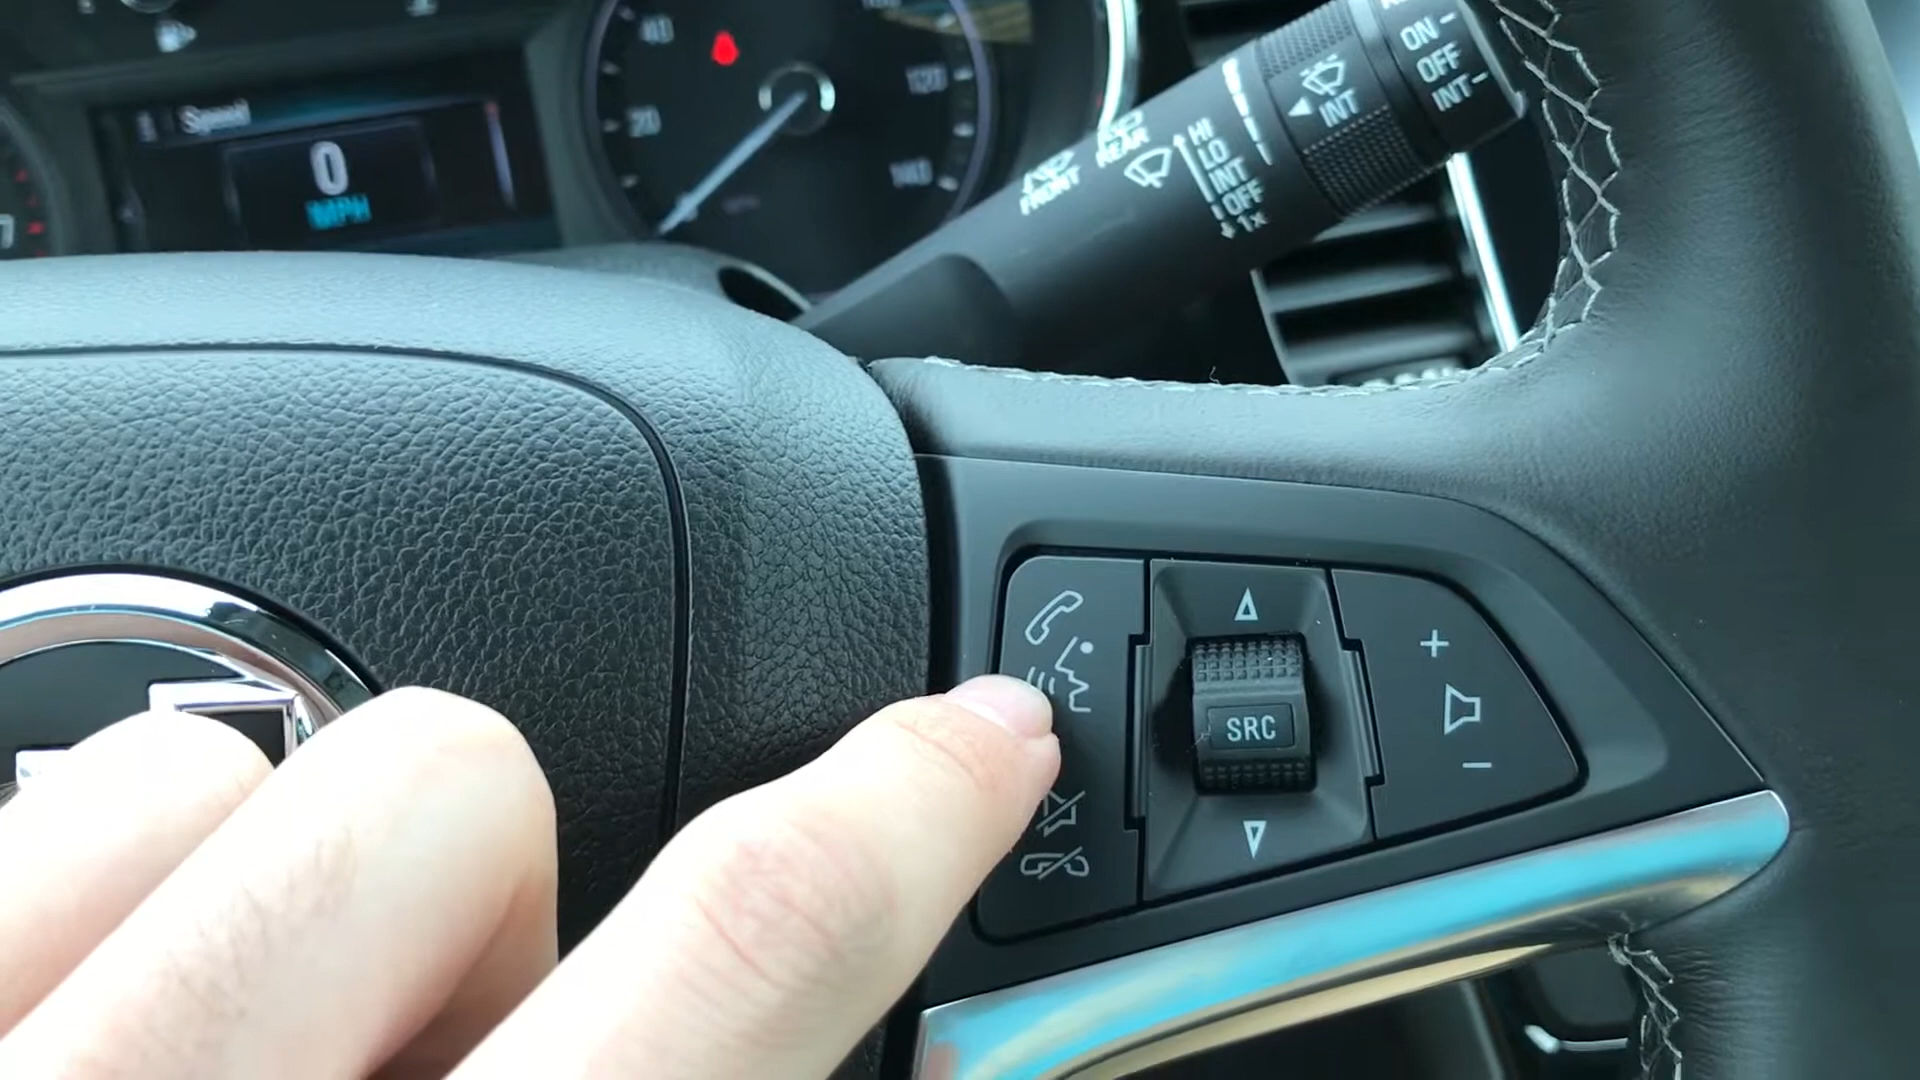 40
120
20
140
Speed
0
MPH
7
ON
OFF
INT
INT
REAR
FRONT
HI
LO
INT
OFF
1x
SRC
+
−